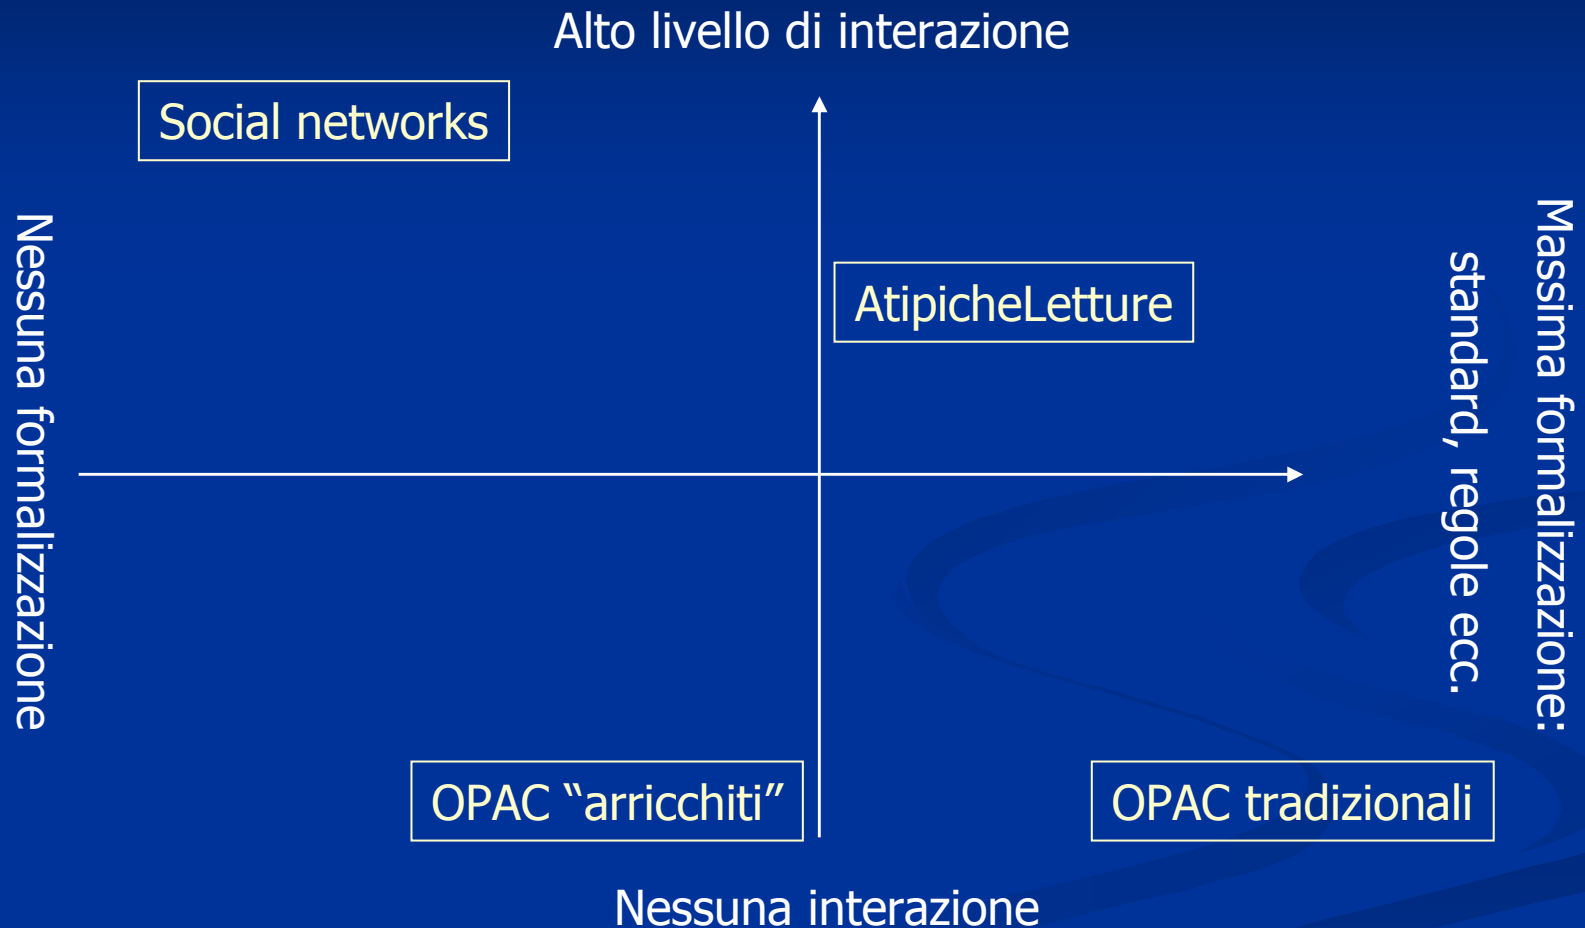 Alto livello di interazione
Social networks
Nessuna formalizzazione
AtipicheLetture
Massima formalizzazione:
standard, regole ecc.
OPAC “arricchiti”
OPAC tradizionali
Nessuna interazione